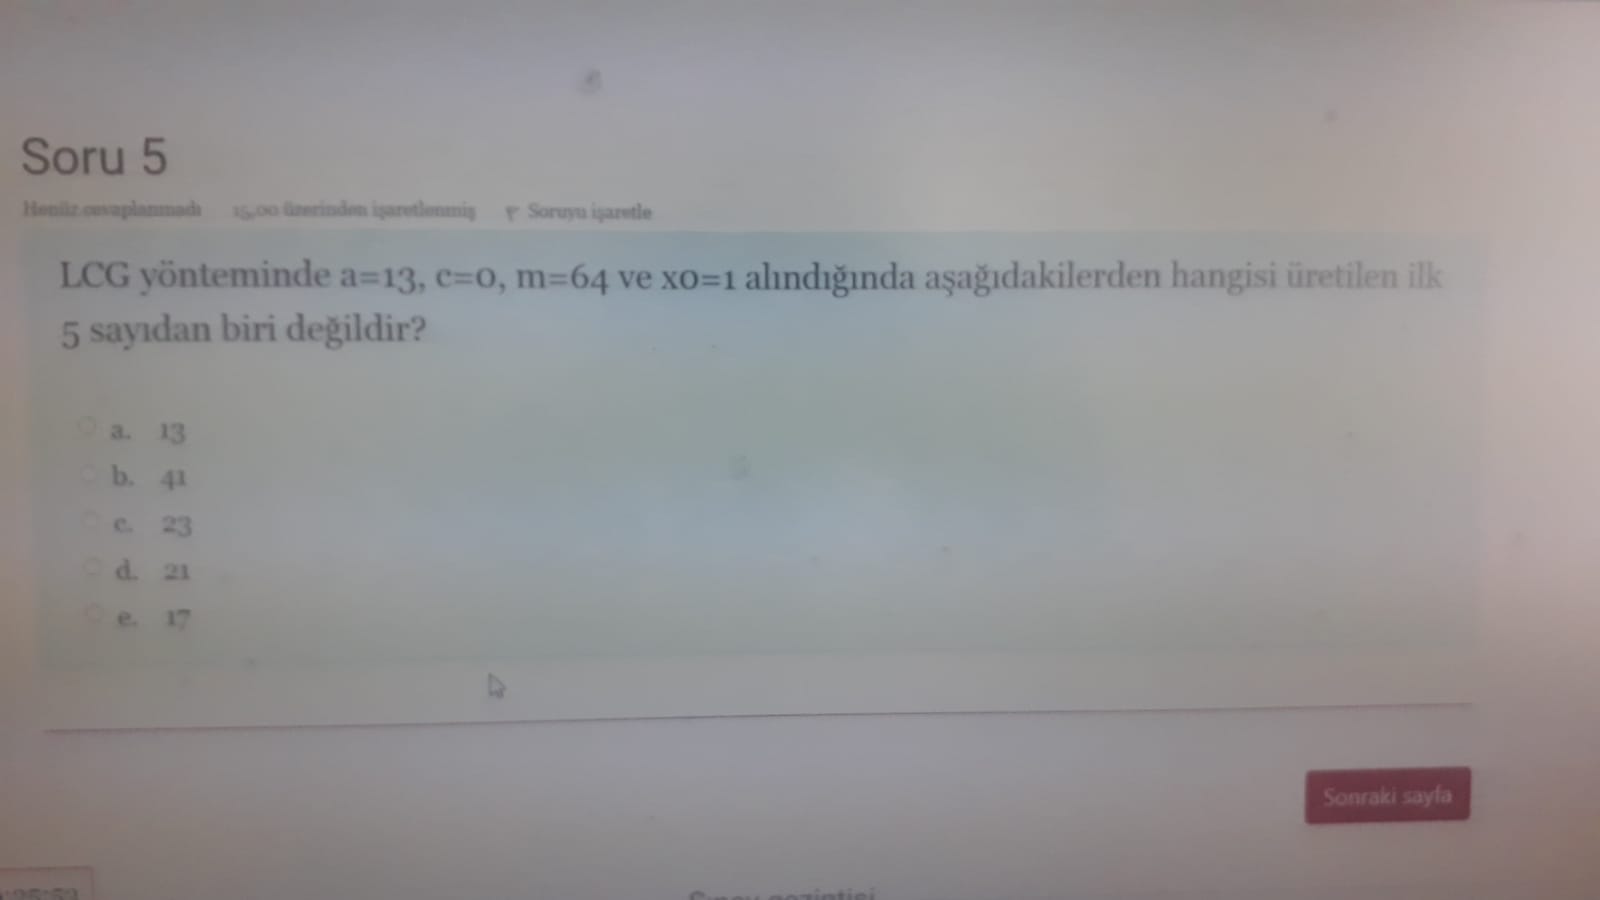 Soru 5
Henüz cevaplanmadı 15,00 üzerinden işaretlenmiş Soruyu işaretle
LCG yönteminde a=13, c=0, m=64 ve x0=1 alındığında aşağıdakilerden hangisi üretilen ilk
5 sayıdan biri değildir?
a. 13
b. 41
c. 23
d. 21
e. 17
Sonraki sayfa